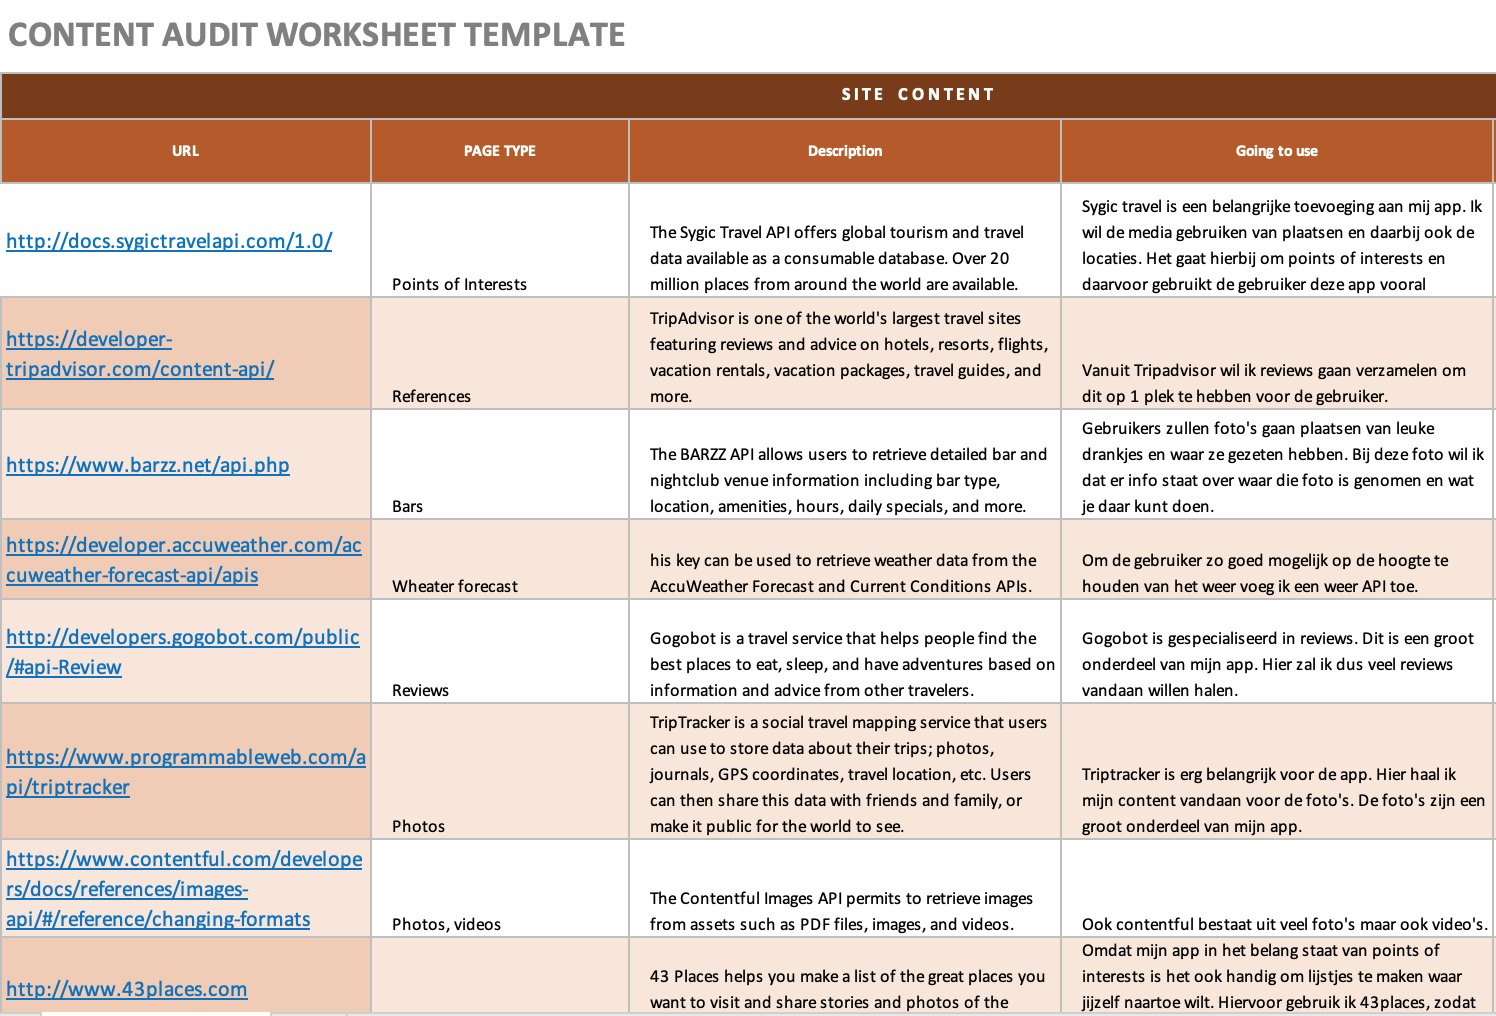 CONTENT AUDIT WORKSHEET TEMPLATE
SITE CONTENT
URL
PAGE TYPE
Description
Going to use
http://docs.sygictravelapi.com/1.0/
Points of Interests
The Sygic Travel API offers global tourism and travel
data available as a consumable database. Over 20
million places from around the world are available.
Sygic travel is een belangrijke toevoeging aan mij app. Ik
wil de media gebruiken van plaatsen en daarbij ook de
locaties. Het gaat hierbij om points of interests en
daarvoor gebruikt de gebruiker deze app vooral
https://developer-
tripadvisor.com/content-api/
References
TripAdvisor is one of the world's largest travel sites
featuring reviews and advice on hotels, resorts, flights,
vacation rentals, vacation packages, travel guides, and
more.
Vanuit Tripadvisor wil ik reviews gaan verzamelen om
dit op 1 plek te hebben voor de gebruiker.
https://www.barzz.net/api.php
Bars
The BARZZ API allows users to retrieve detailed bar and
nightclub venue information including bar type,
location, amenities, hours, daily specials, and more.
Gebruikers zullen foto's gaan plaatsen van leuke
drankjes en waar ze gezeten hebben. Bij deze foto wil ik
dat er info staat over waar die foto is genomen en wat
je daar kunt doen.
https://developer.accuweather.com/ac
cuweather-forecast-api/apis
Wheater forecast
his key can be used to retrieve weather data from the
AccuWeather Forecast and Current Conditions APIs.
Om de gebruiker zo goed mogelijk op de hoogte te
houden van het weer voeg ik een weer API toe.
http://developers.gogobot.com/public
/#api-Review
Reviews
Gogobot is a travel service that helps people find the
best places to eat, sleep, and have adventures based on
information and advice from other travelers.
Gogobot is gespecialiseerd in reviews. Dit is een groot
onderdeel van mijn app. Hier zal ik dus veel reviews
vandaan willen halen.
https://www.programmableweb.com/a
pi/triptracker
Photos
TripTracker is a social travel mapping service that users
can use to store data about their trips; photos,
journals, GPS coordinates, travel location, etc. Users
can then share this data with friends and family, or
make it public for the world to see.
Triptracker is erg belangrijk voor de app. Hier haal ik
mijn content vandaan voor de foto's. De foto's zijn een
groot onderdeel van mijn app.
https://www.contentful.com/develope
rs/docs/references/images-
api/#/reference/changing-formats
Photos, videos
The Contentful Images API permits to retrieve images
from assets such as PDF files, images, and videos.
Ook contentful bestaat uit veel foto's maar ook video's.
http://www.43places.com
43 Places helps you make a list of the great places you
want to visit and share stories and photos of the
Omdat mijn app in het belang staat van points of
interests is het ook handig om lijstjes te maken waar
jijzelf naartoe wilt. Hiervoor gebruik ik 43places, zodat